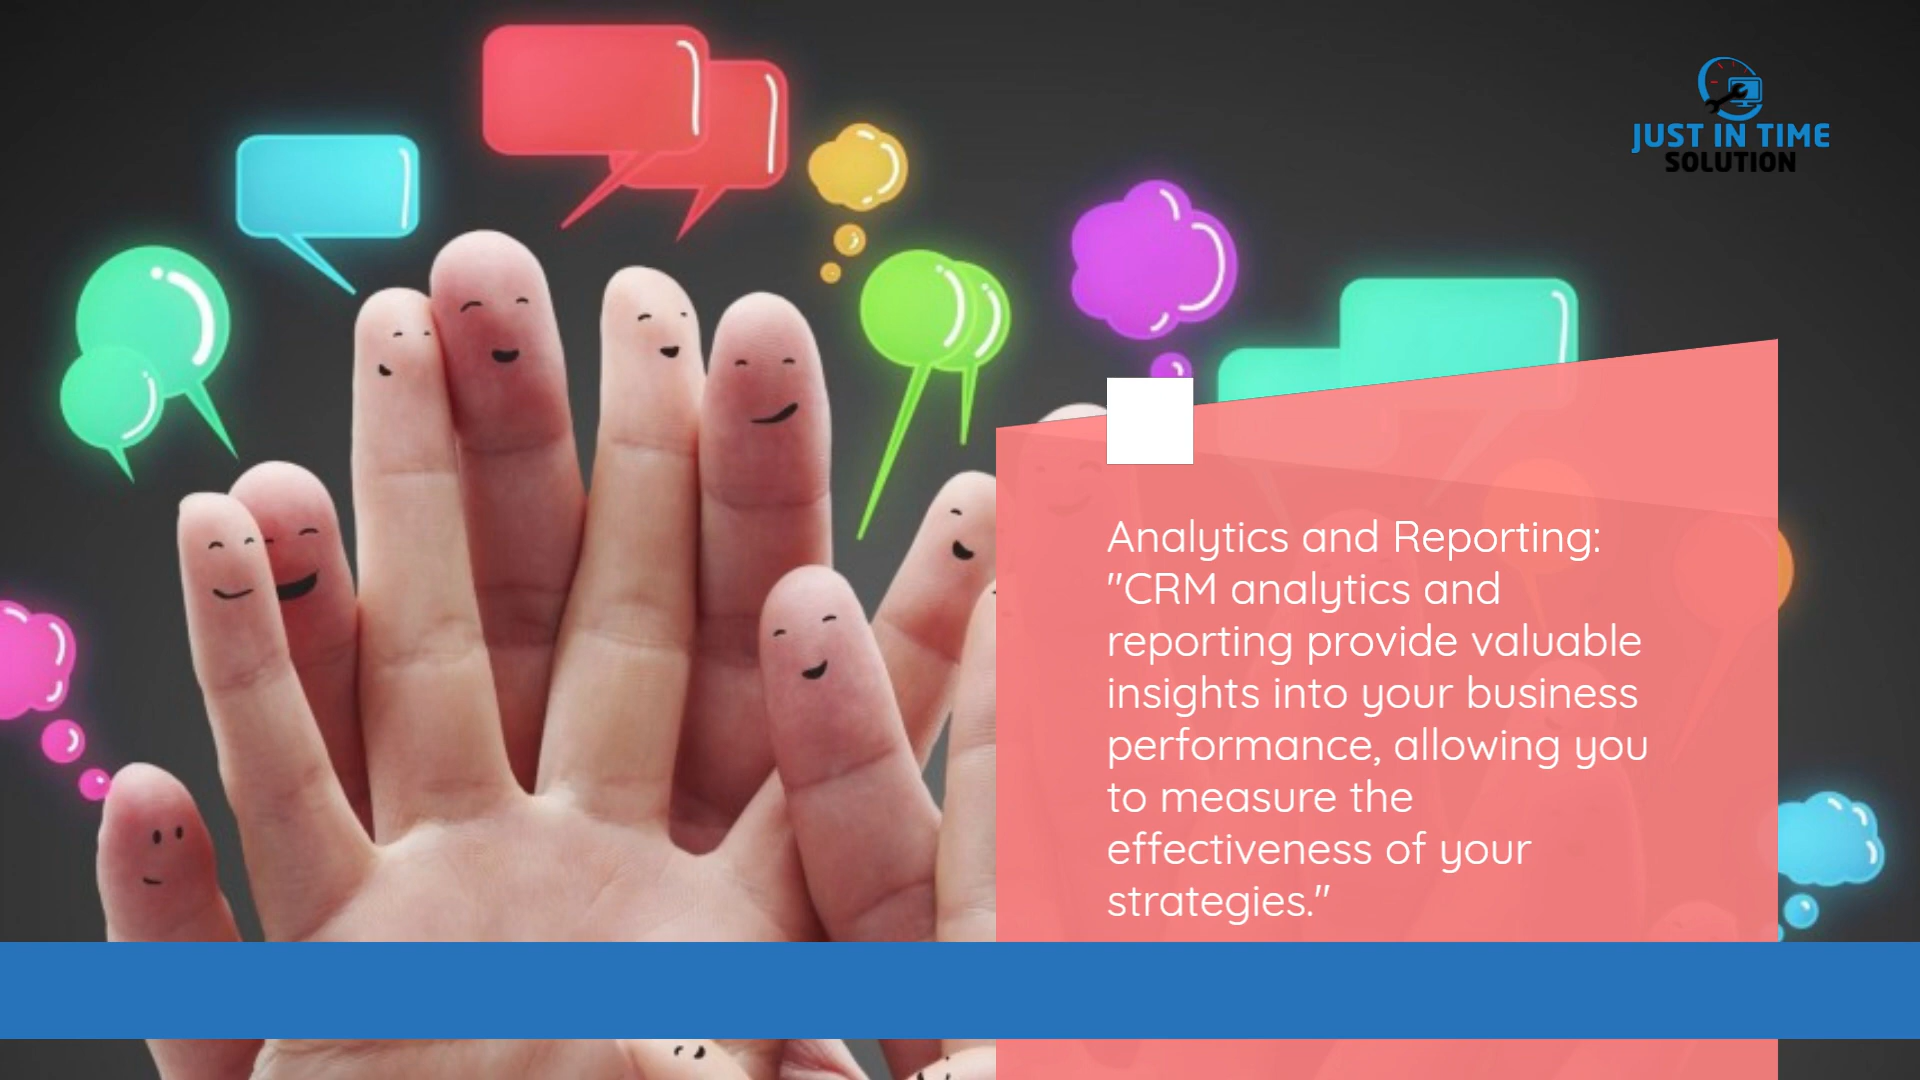 JUST IN TIME
SOLUTION
Analytics and Reporting:
"CRM analytics and
reporting provide valuable
insights into your business
performance, allowing you
to measure the
effectiveness of your
strategies."